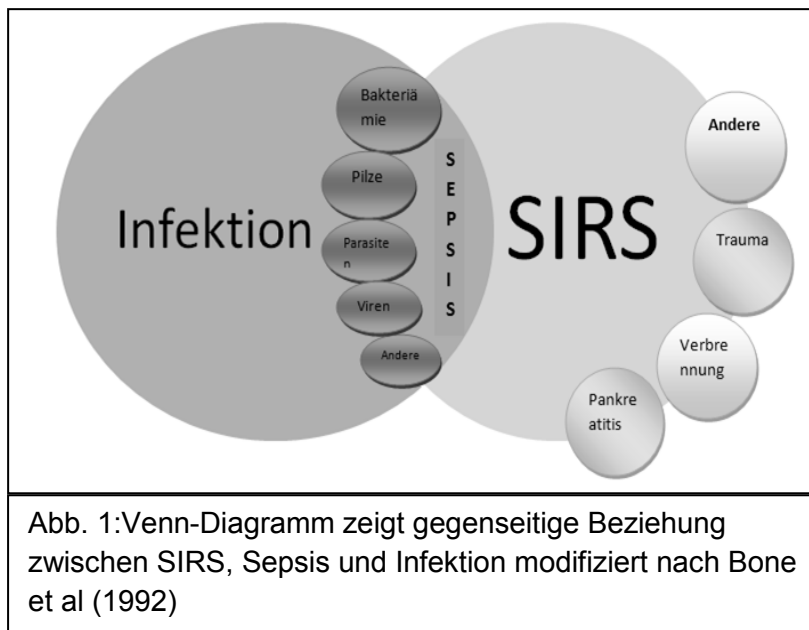 Bakteriä
mie
Pilze
Parasite
n
Viren
Andere
Infektion
S
E
P
S
I
S
SIRS
Andere
Trauma
Verbre
nnung
Pankre
atitis
Abb. 1:Venn-Diagramm zeigt gegenseitige Beziehung
zwischen SIRS, Sepsis und Infektion modifiziert nach Bone
et al (1992)